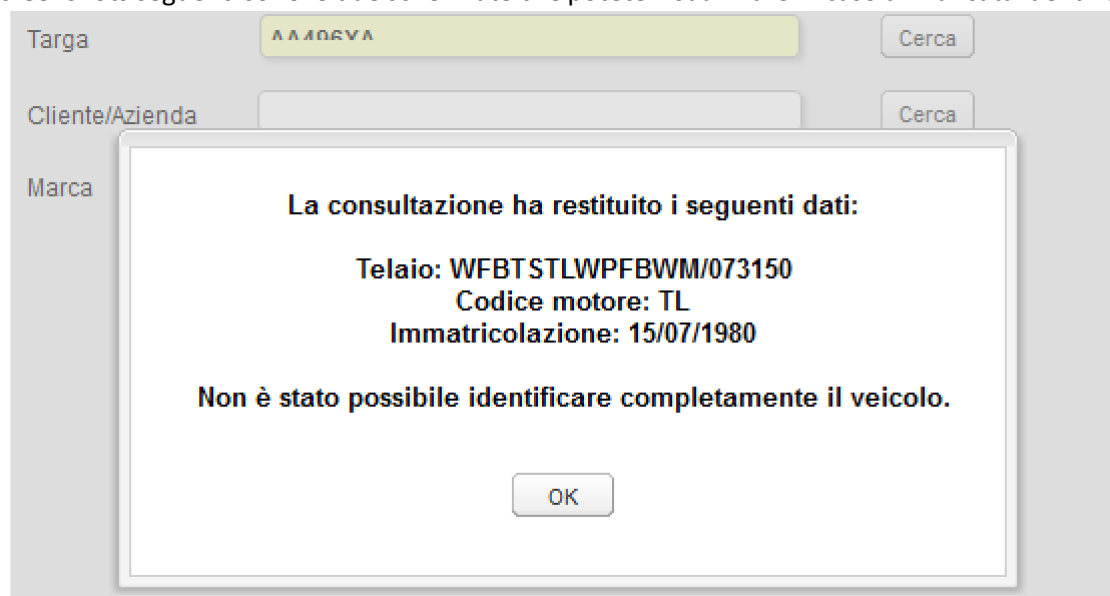 Targa
AA496YA
Cerca
Cliente/Azienda
Cerca
Marca
La consultazione ha restituito i seguenti dati:
Telaio: WFBTSTLWPFBWM/073150
Codice motore: TL
Immatricolazione: 15/07/1980
Non è stato possibile identificare completamente il veicolo.
OK